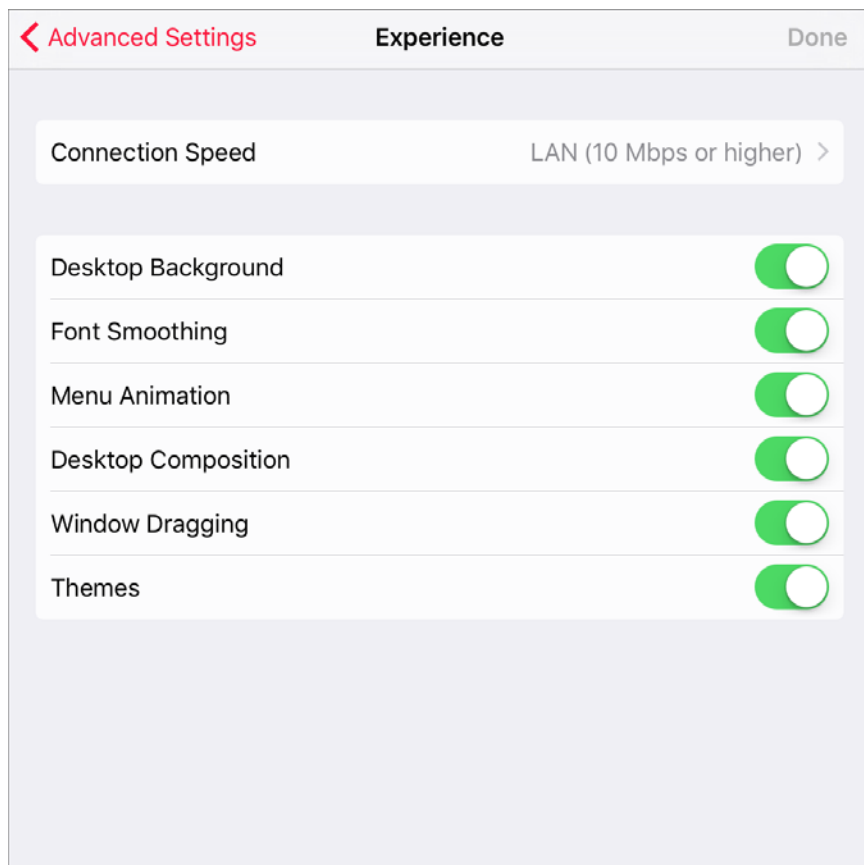 Advanced Settings Experience Done
Connection Speed LAN (10 Mbps or higher)
Desktop Background
Font Smoothing
Menu Animation
Desktop Composition
Window Dragging
Themes